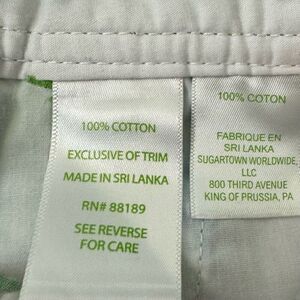 100% COTTON
EXCLUSIVE OF TRIM
MADE IN SRI LANKA
RN# 88189
SEE REVERSE
FOR CARE
100% COTON
FABRIQUE EN
SRI LANKA
SUGARTOWN WORLDWIDE,
LLC
800 THIRD AVENUE
KING OF PRUSSIA, PA